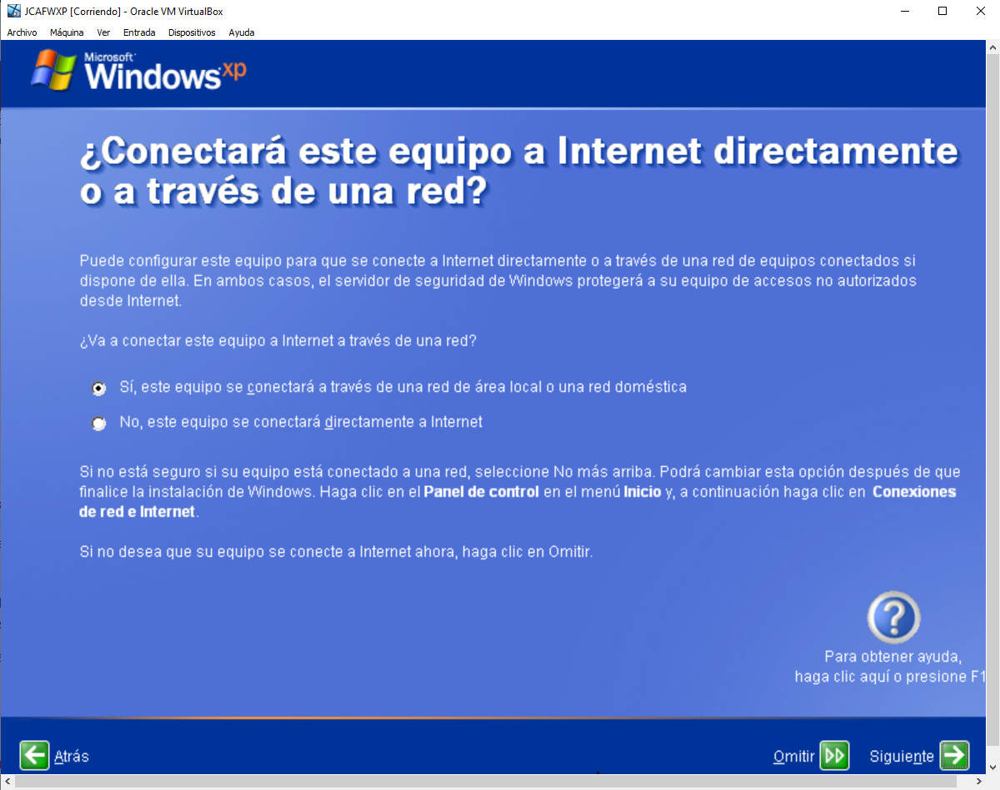 JCAFWXP [Corriendo] - Oracle VM VirtualBox
Archivo Máquina Ver Entrada Dispositivos Ayuda
Microsoft
Windows xp
¿Conectará este equipo a Internet directamente
o a través de una red?
Puede configurar este equipo para que se conecte a Internet directamente o a través de una red de equipos conectados si
dispone de ella. En ambos casos, el servidor de seguridad de Windows protegerá a su equipo de accesos no autorizados
desde Internet.
¿Va a conectar este equipo a Internet a través de una red?
Sí, este equipo se conectará a través de una red de área local o una red doméstica
No, este equipo se conectará directamente a Internet
Si no está seguro si su equipo está conectado a una red, seleccione No más arriba. Podrá cambiar esta opción después de que
finalice la instalación de Windows. Haga clic en el Panel de control en el menú Inicio y, a continuación haga clic en Conexiones
de red e Internet.
Si no desea que su equipo se conecte a Internet ahora, haga clic en Omitir.
Para obtener ayuda,
haga clic aquí o presione F1
Atrás
Omitir
Siguiente